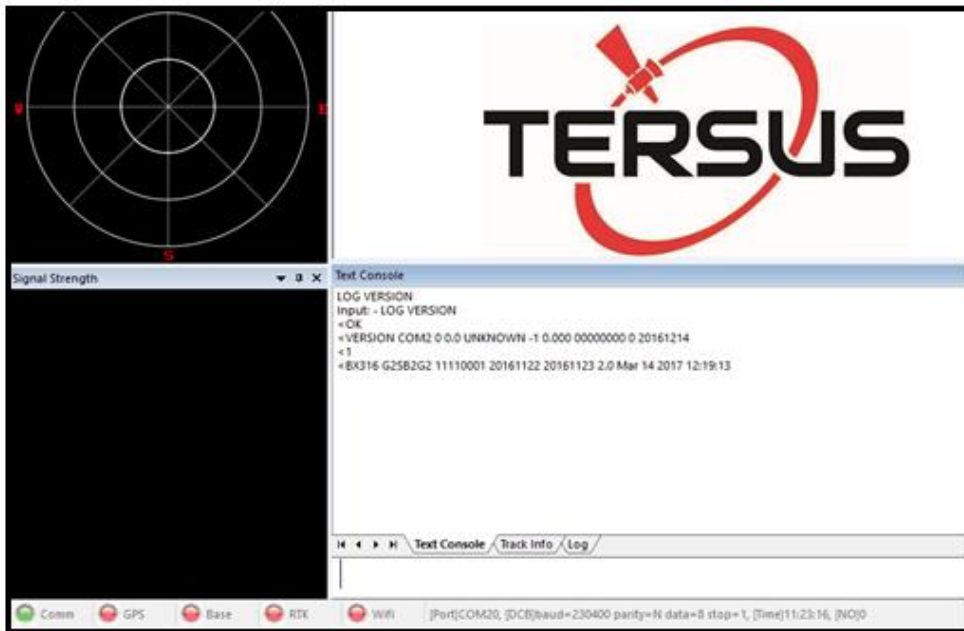 W
E
S
TERSUS
Signal Strength
Text Console
LOG VERSION
Input: - LOG VERSION
<OK
<VERSION COM2 0 0.0 UNKNOWN -1 0.000 00000000 0 20161214
<1
<BX316 G2SB2G2 11110001 20161122 20161123 2.0 Mar 14 2017 12:19:13
Text Console / Track Info / Log
Comm GPS Base RTK Wifi [Port]COM20, [DCB]baud=230400 parity=N data=8 stop=1, [Time]11:23:16, [NO]0